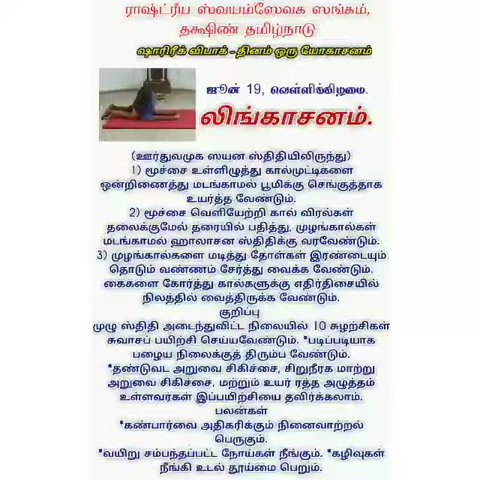 ராஷ்ட்ரீய ஸ்வயம்ஸேவக ஸங்கம்,
தக்ஷிண் தமிழ்நாடு
ஷாரிரீக் விபாக் - தினம் ஒரு யோகாசனம்
ஜூன் 19, வெள்ளிக்கிழமை.
லிங்காசனம்.
(ஊர்துவமுக ஸயன ஸ்திதியிலிருந்து)
1) மூச்சை உள்ளிழுத்து கால்முட்டிகளை
ஒன்றிணைத்து மடங்காமல் பூமிக்கு செங்குத்தாக
உயர்த்த வேண்டும்.
2) மூச்சை வெளியேற்றி கால் விரல்கள்
தலைக்குமேல் தரையில் பதித்து, முழங்கால்கள்
மடங்காமல் ஹாலாசன ஸ்திதிக்கு வரவேண்டும்.
3) முழங்கால்களை மடித்து தோள்கள் இரண்டையும்
தொடும் வண்ணம் சேர்த்து வைக்க வேண்டும்.
கைகளை கோர்த்து கால்களுக்கு எதிர்திசையில்
நிலத்தில் வைத்திருக்க வேண்டும்.
குறிப்பு
முழு ஸ்திதி அடைந்துவிட்ட நிலையில் 10 சுழற்சிகள்
சுவாசப் பயிற்சி செய்யவேண்டும். *படிப்படியாக
பழைய நிலைக்குத் திரும்ப வேண்டும்.
*தண்டுவட அறுவை சிகிச்சை, சிறுநீரக மாற்று
அறுவை சிகிச்சை, மற்றும் உயர் ரத்த அழுத்தம்
உள்ளவர்கள் இப்பயிற்சியை தவிர்க்கலாம்.
பலன்கள்
*கண்பார்வை அதிகரிக்கும் நினைவாற்றல்
பெருகும்.
*வயிறு சம்பந்தப்பட்ட நோய்கள் நீங்கும். *கழிவுகள்
நீங்கி உடல் தூய்மை பெறும்.